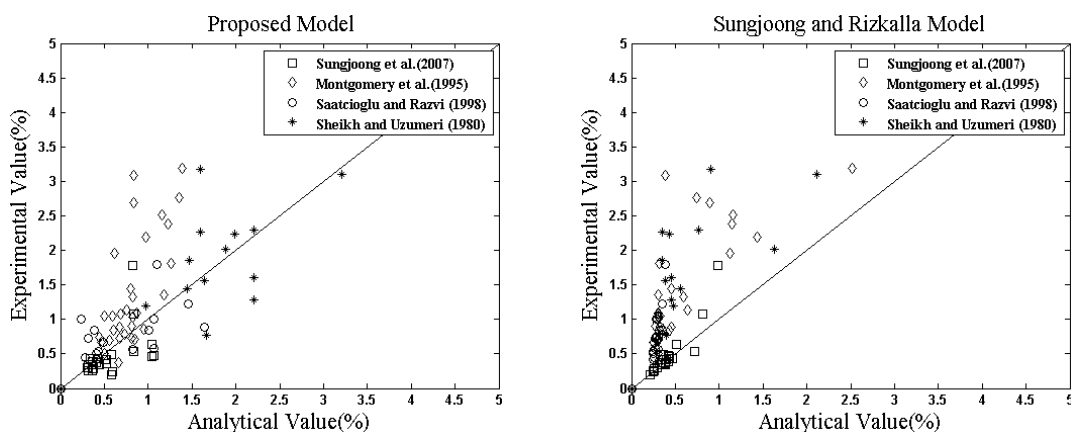 Proposed Model
5
4.5
4
3.5
3
2.5
2
1.5
1
0.5
0
0 0.5 1 1.5 2 2.5 3 3.5 4 4.5 5
Experimental Value(%)
Analytical Value(%)
Sungjoong et al.(2007)
Montgomery et al.(1995)
Saatcioglu and Razvi (1998)
Sheikh and Uzumeri (1980)
Sungjoong and Rizkalla Model
5
4.5
4
3.5
3
2.5
2
1.5
1
0.5
0
0 0.5 1 1.5 2 2.5 3 3.5 4 4.5 5
Experimental Value(%)
Analytical Value(%)
Sungjoong et al.(2007)
Montgomery et al.(1995)
Saatcioglu and Razvi (1998)
Sheikh and Uzumeri (1980)